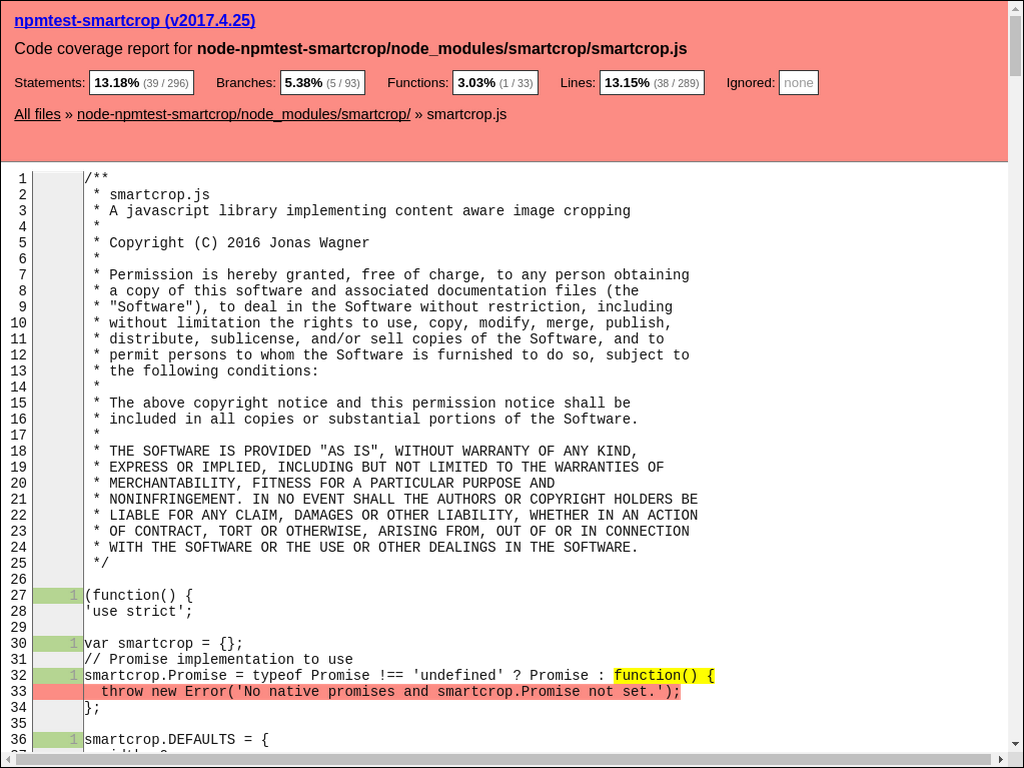 npmtest-smartcrop (v2017.4.25)
Code coverage report for node-npmtest-smartcrop/node_modules/smartcrop/smartcrop.js
Statements: 13.18% (39 / 296) Branches: 5.38% (5 / 93) Functions: 3.03% (1 / 33) Lines: 13.15% (38 / 289) Ignored: none
All files » node-npmtest-smartcrop/node_modules/smartcrop/ » smartcrop.js
1 /**
2  * smartcrop.js
3  * A javascript library implementing content aware image cropping
4  *
5  * Copyright (C) 2016 Jonas Wagner
6  *
7  * Permission is hereby granted, free of charge, to any person obtaining
8  * a copy of this software and associated documentation files (the
9  * "Software"), to deal in the Software without restriction, including
10  * without limitation the rights to use, copy, modify, merge, publish,
11  * distribute, sublicense, and/or sell copies of the Software, and to
12  * permit persons to whom the Software is furnished to do so, subject to
13  * the following conditions:
14  *
15  * The above copyright notice and this permission notice shall be
16  * included in all copies or substantial portions of the Software.
17  *
18  * THE SOFTWARE IS PROVIDED "AS IS", WITHOUT WARRANTY OF ANY KIND,
19  * EXPRESS OR IMPLIED, INCLUDING BUT NOT LIMITED TO THE WARRANTIES OF
20  * MERCHANTABILITY, FITNESS FOR A PARTICULAR PURPOSE AND
21  * NONINFRINGEMENT. IN NO EVENT SHALL THE AUTHORS OR COPYRIGHT HOLDERS BE
22  * LIABLE FOR ANY CLAIM, DAMAGES OR OTHER LIABILITY, WHETHER IN AN ACTION
23  * OF CONTRACT, TORT OR OTHERWISE, ARISING FROM, OUT OF OR IN CONNECTION
24  * WITH THE SOFTWARE OR THE USE OR OTHER DEALINGS IN THE SOFTWARE.
25  */
26
27 1 (function() {
28 'use strict';
29
30 1 var smartcrop = {};
31 // Promise implementation to use
32 1 smartcrop.Promise = typeof Promise !== 'undefined' ? Promise : function() {
33   throw new Error('No native promises and smartcrop.Promise not set.');
34 };
35
36 1 smartcrop.DEFAULTS = {